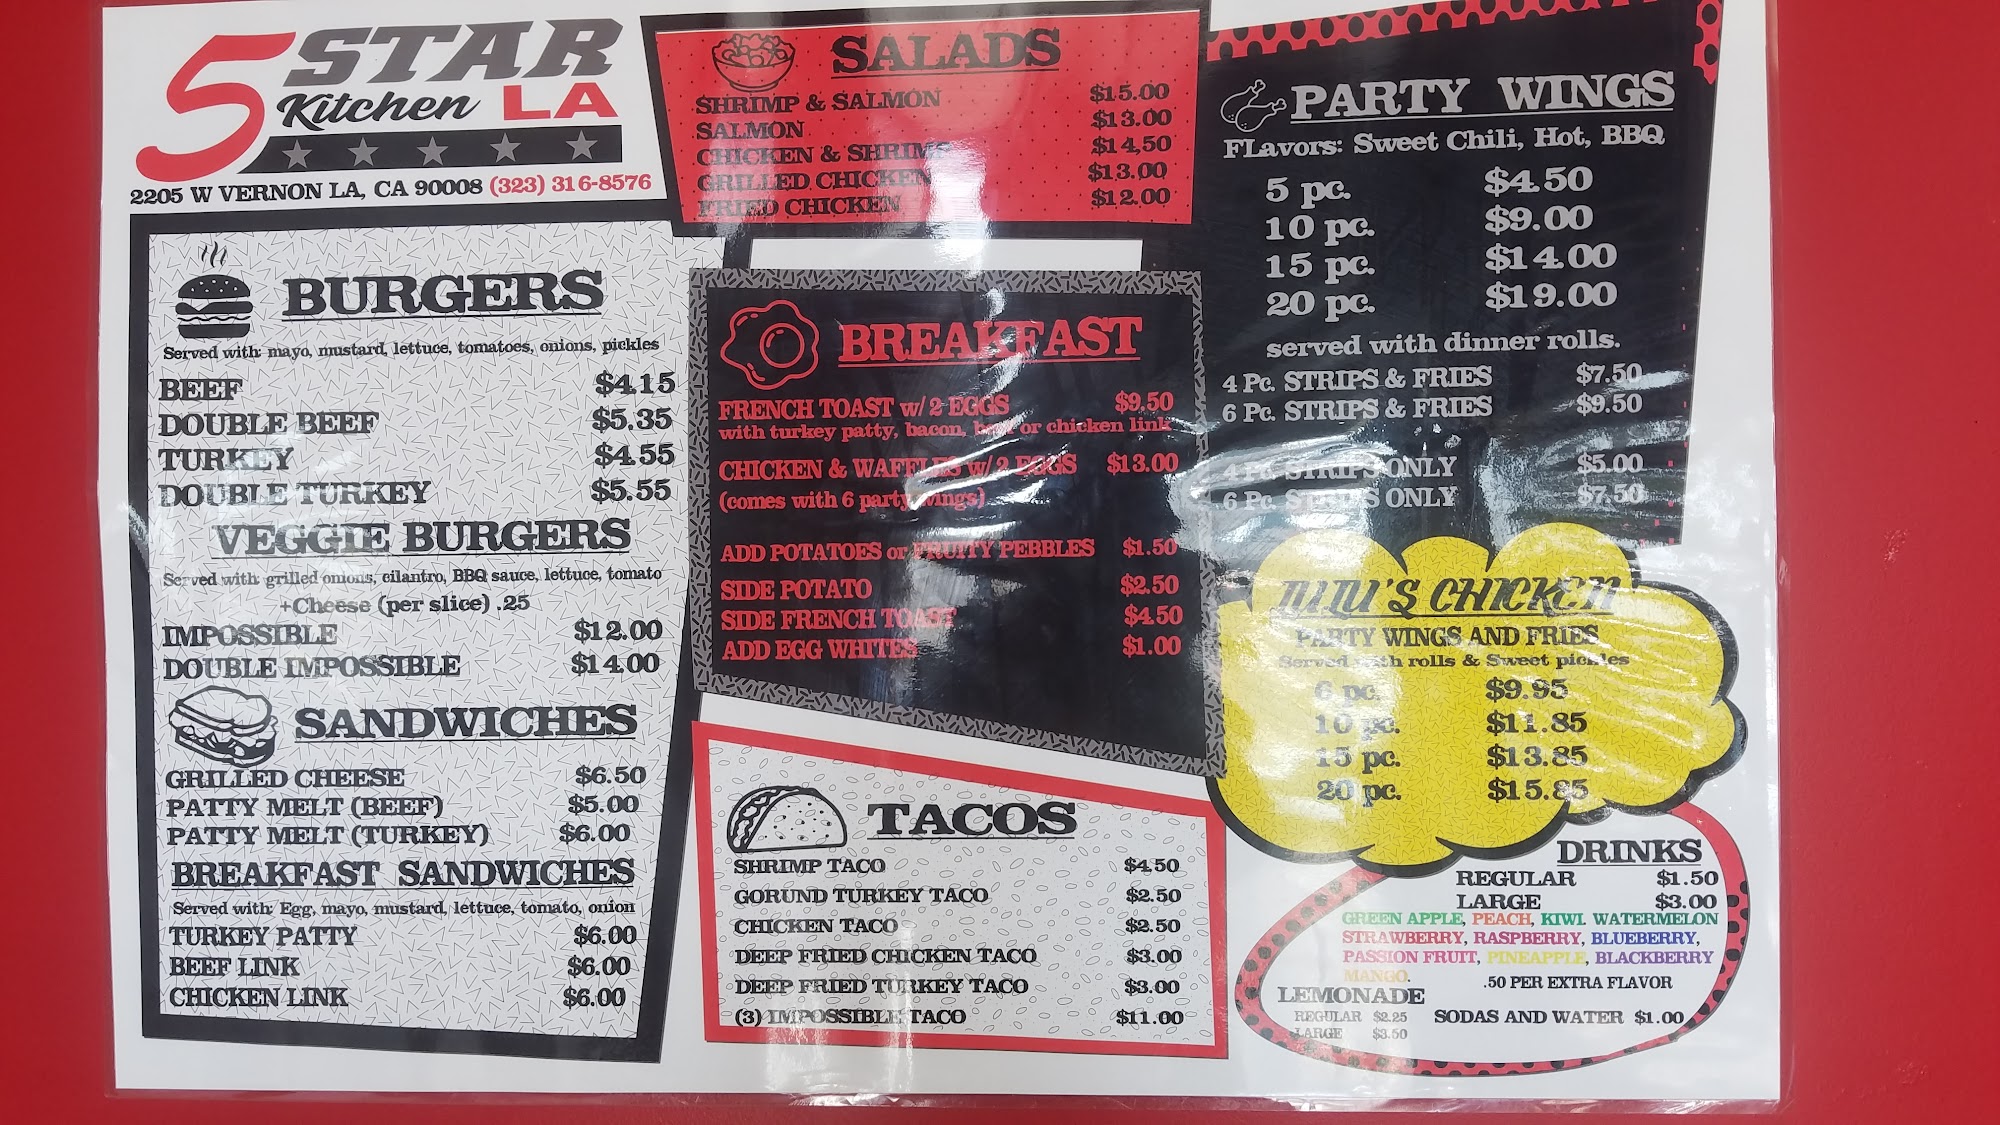 5 STAR
Kitchen LA
2205 W VERNON LA, CA 90008 (323) 316-8576
BURGERS
Served with: mayo, mustard, lettuce, tomatoes, onions, pickles
BEEF $4.15
DOUBLE BEEF $5.35
TURKEY $4.55
DOUBLE TURKEY $5.55
VEGGIE BURGERS
Served with: grilled onions, cilantro, BBQ sauce, lettuce, tomato
+Cheese (per slice) .25
IMPOSSIBLE $12.00
DOUBLE IMPOSSIBLE $14.00
SANDWICHES
GRILLED CHEESE $6.50
PATTY MELT (BEEF) $5.00
PATTY MELT (TURKEY) $6.00
BREAKFAST SANDWICHES
Served with: Egg, mayo, mustard, lettuce, tomato, onion
TURKEY PATTY $6.00
BEEF LINK $6.00
CHICKEN LINK $6.00
SALADS
SHRIMP & SALMON $15.00
SALMON $13.00
CHICKEN & SHRIMP $14,50
GRILLED CHICKEN $13.00
FRIED CHICKEN $12.00
BREAKFAST
FRENCH TOAST w/ 2 EGGS $9.50
with turkey patty, bacon, beef or chicken link
CHICKEN & WAFFLES w/ 2 EGGS $13.00
(comes with 6 party wings)
ADD POTATOES or FRUITY PEBBLES $1.50
SIDE POTATO $2.50
SIDE FRENCH TOAST $4.50
ADD EGG WHITES $1.00
TACOS
SHRIMP TACO $4.50
GORUND TURKEY TACO $2.50
CHICKEN TACO $2.50
DEEP FRIED CHICKEN TACO $3.00
DEEP FRIED TURKEY TACO $3.00
(3) IMPOSSIBLE TACO $11.00
PARTY WINGS
FLavors: Sweet Chili, Hot, BBQ
5 pc. $4.50
10 pc. $9.00
15 pc. $14.00
20 pc. $19.00
served with dinner rolls.
4 Pc. STRIPS & FRIES $7.50
6 Pc. STRIPS & FRIES $9.50
4 Pc. STRIPS ONLY $5.00
6 Pc. STRIPS ONLY $7.50
LULU'S CHICKEN
PARTY WINGS AND FRIES
Served with rolls & Sweet pickles
6 pc. $9.95
10 pc. $11.85
15 pc. $13.85
20 pc. $15.85
DRINKS
REGULAR $1.50
LARGE $3.00
GREEN APPLE, PEACH, KIWI, WATERMELON
STRAWBERRY, RASPBERRY, BLUEBERRY,
PASSION FRUIT, PINEAPPLE, BLACKBERRY
MANGO. .50 PER EXTRA FLAVOR
LEMONADE
REGULAR $2.25 SODAS AND WATER $1.00
LARGE $3.50